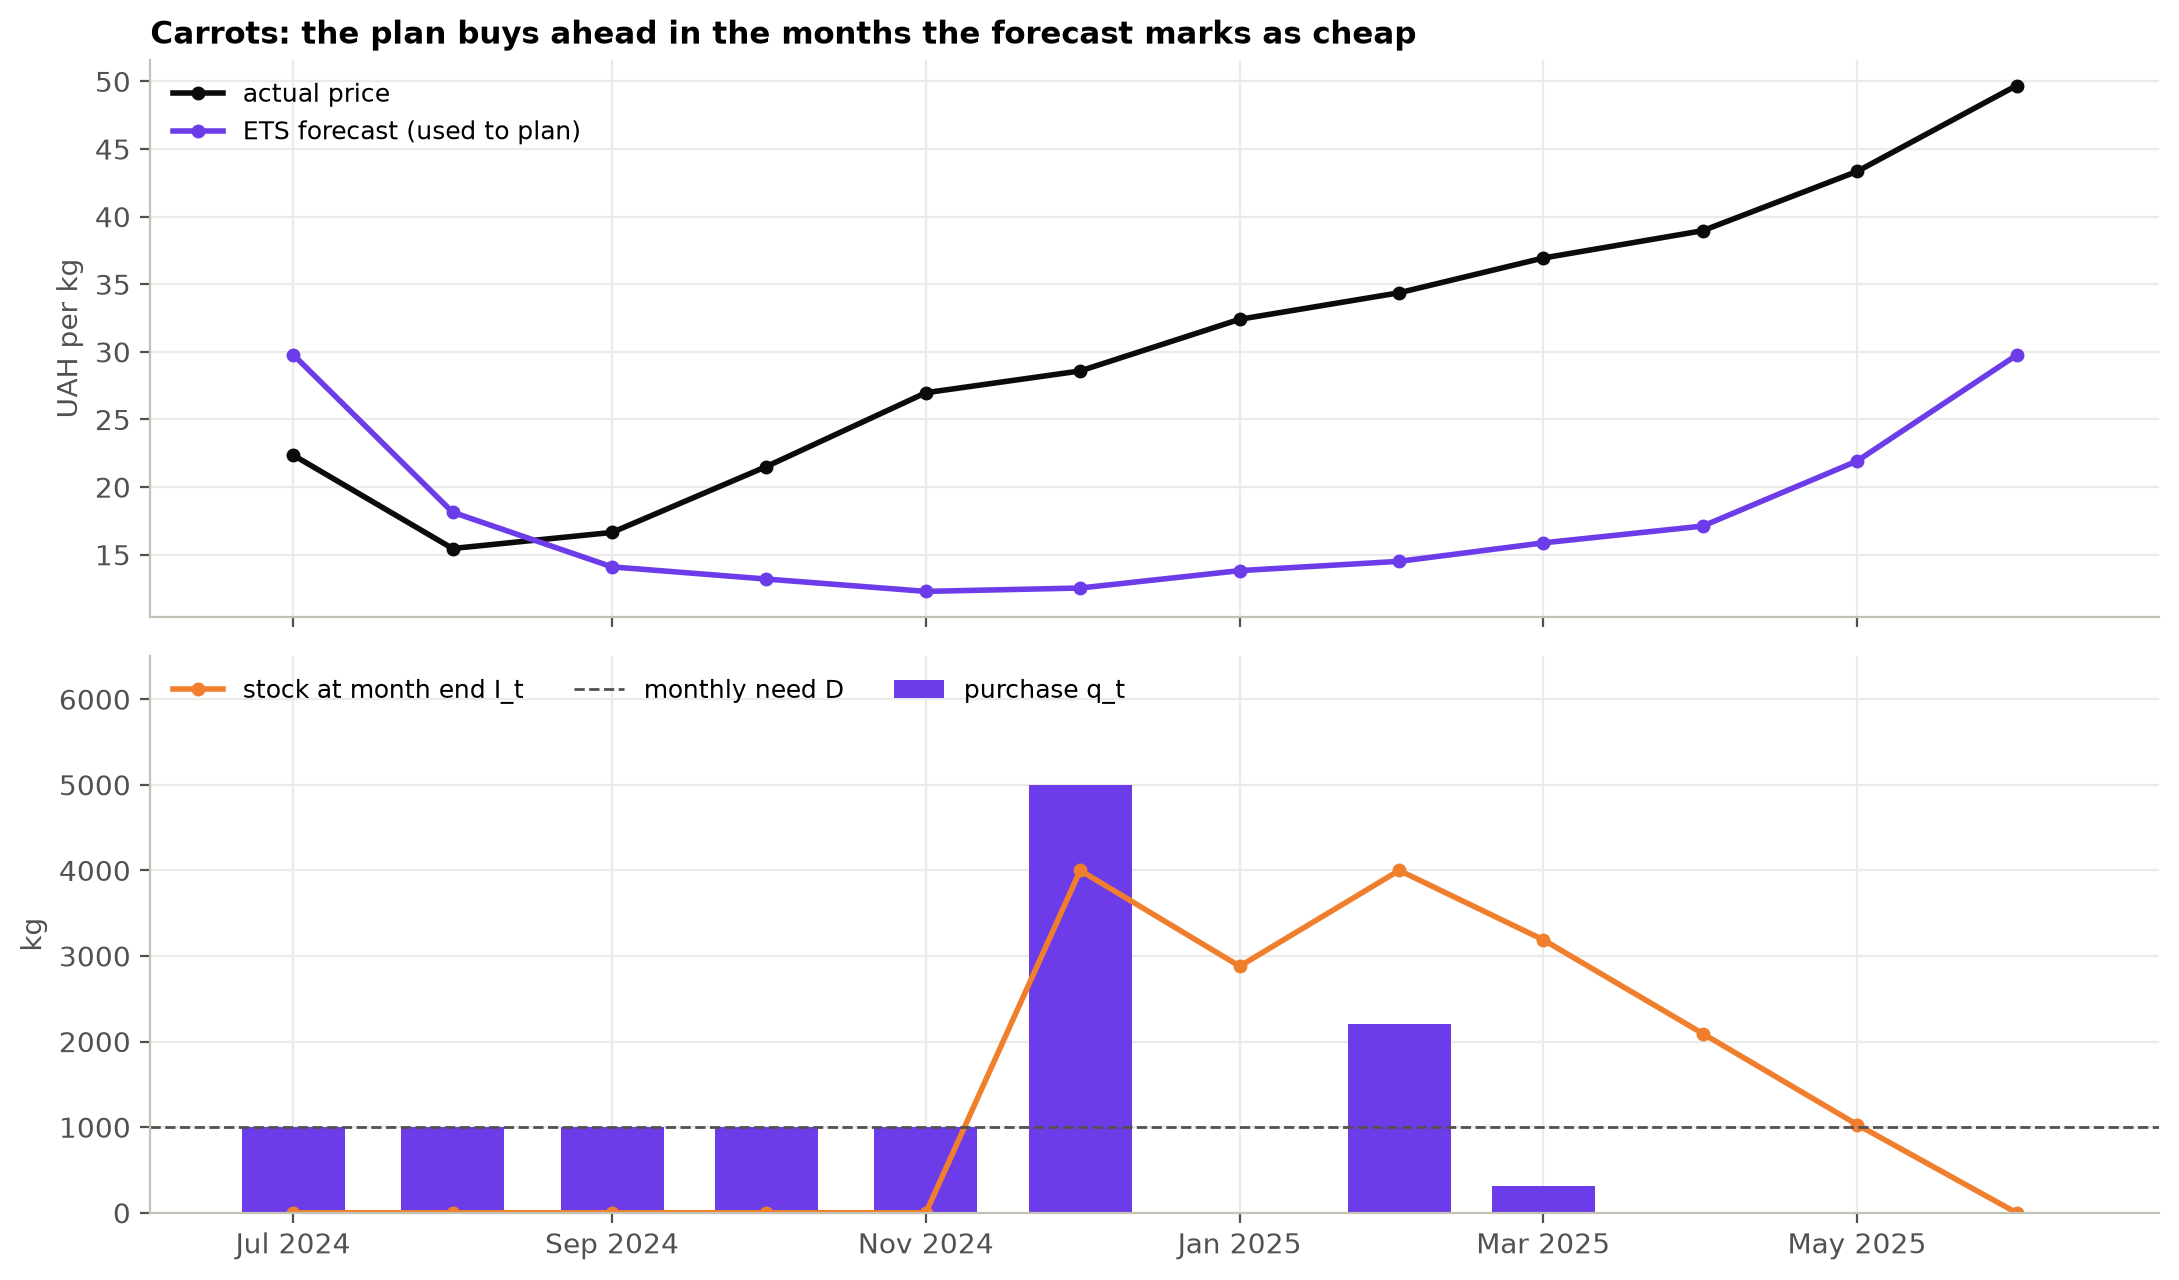 Carrots: the plan buys ahead in the months the forecast marks as cheap
50
45
40
35
30
25
20
15
UAH per kg
actual price
ETS forecast (used to plan)
6000
5000
4000
3000
2000
1000
0
kg
stock at month end I_t
monthly need D
purchase q_t
Jul 2024
Sep 2024
Nov 2024
Jan 2025
Mar 2025
May 2025